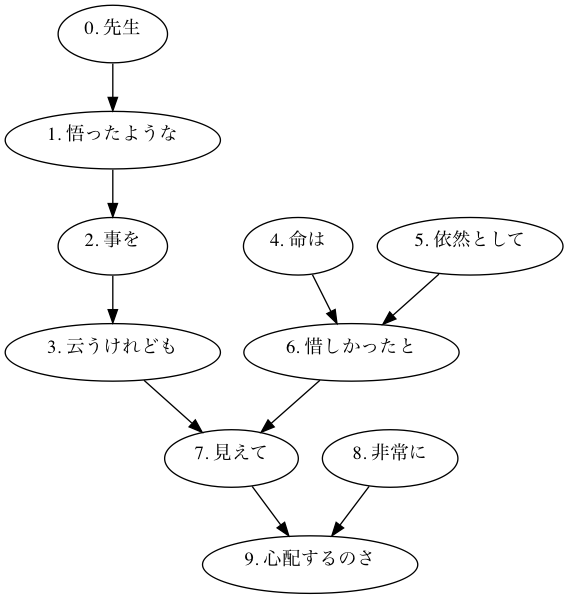 0. 先生
1. 悟ったような
2. 事を
4. 命は
5. 依然として
3. 云うけれども
6. 惜しかったと
7. 見えて
8. 非常に
9. 心配するのさ